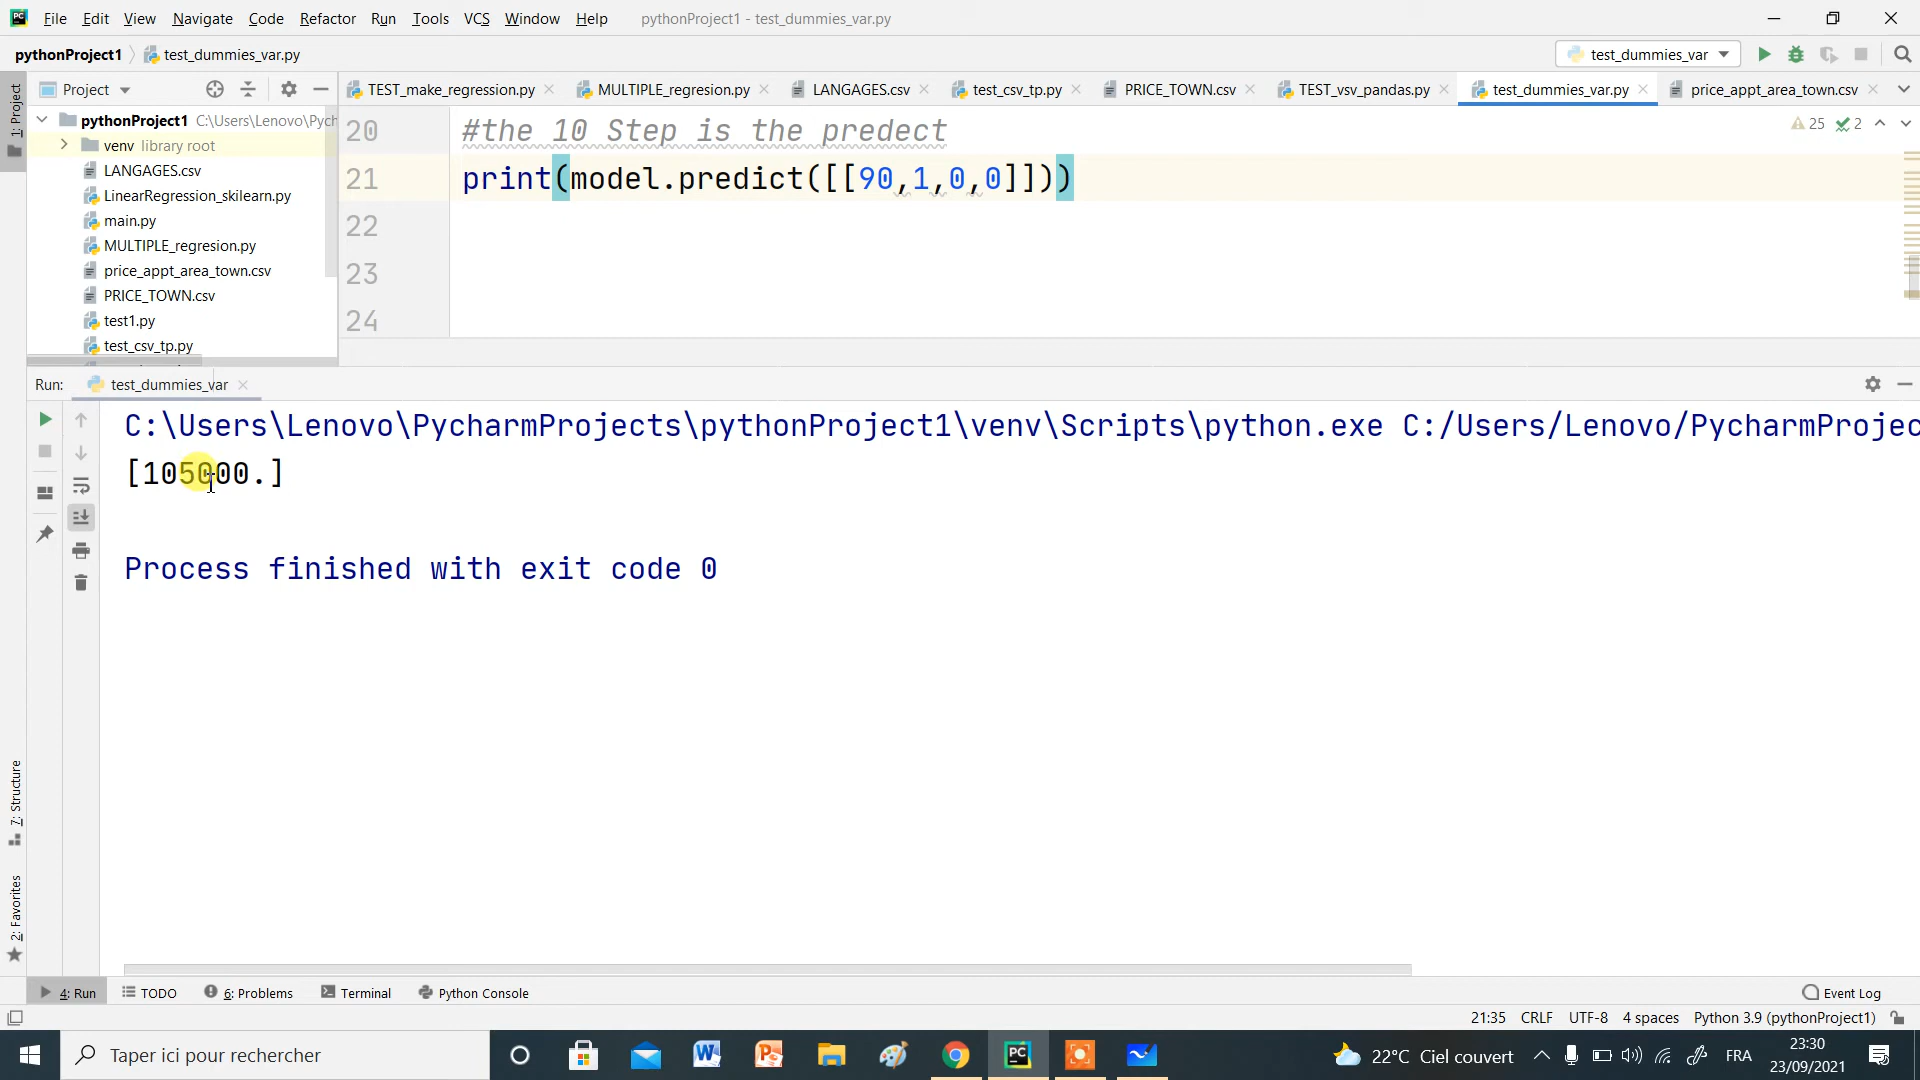 PC File Edit View Navigate Code Refactor Run Tools VCS Window Help pythonProject1 - test_dummies_var.py
pythonProject1 test_dummies_var.py test_dummies_var
Project TEST_make_regression.py MULTIPLE_regresion.py LANGAGES.csv test_csv_tp.py PRICE_TOWN.csv TEST_vsv_pandas.py test_dummies_var.py price_appt_area_town.csv
1: Project
pythonProject1 C:\Users\Lenovo\Pych
venv library root
LANGAGES.csv
LinearRegression_skilearn.py
main.py
MULTIPLE_regresion.py
price_appt_area_town.csv
PRICE_TOWN.csv
test1.py
test_csv_tp.py
20 #the 10 Step is the predect
21 print(model.predict([[90,1,0,0]]))
22
23
24
25 2
Run: test_dummies_var
C:\Users\Lenovo\PycharmProjects\pythonProject1\venv\Scripts\python.exe C:/Users/Lenovo/PycharmProjec
[105000.]
Process finished with exit code 0
7: Structure
2: Favorites
4: Run TODO 6: Problems Terminal Python Console Event Log
21:35 CRLF UTF-8 4 spaces Python 3.9 (pythonProject1)
Taper ici pour rechercher
22°C Ciel couvert FRA
23:30
23/09/2021